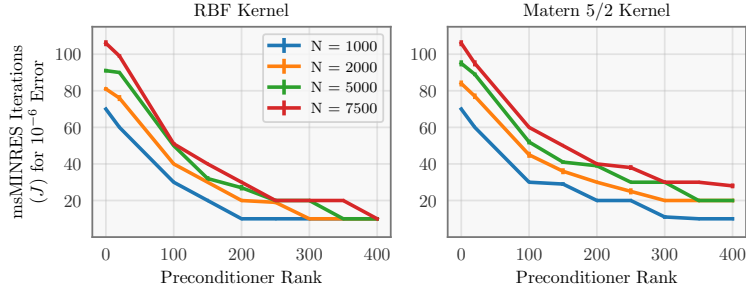 RBF Kernel
Matern 5/2 Kernel
msMINRES Iterations
(J) for 10⁻⁶ Error
100
80
60
40
20
N = 1000
N = 2000
N = 5000
N = 7500
100
80
60
40
20
0 100 200 300 400
0 100 200 300 400
Preconditioner Rank
Preconditioner Rank